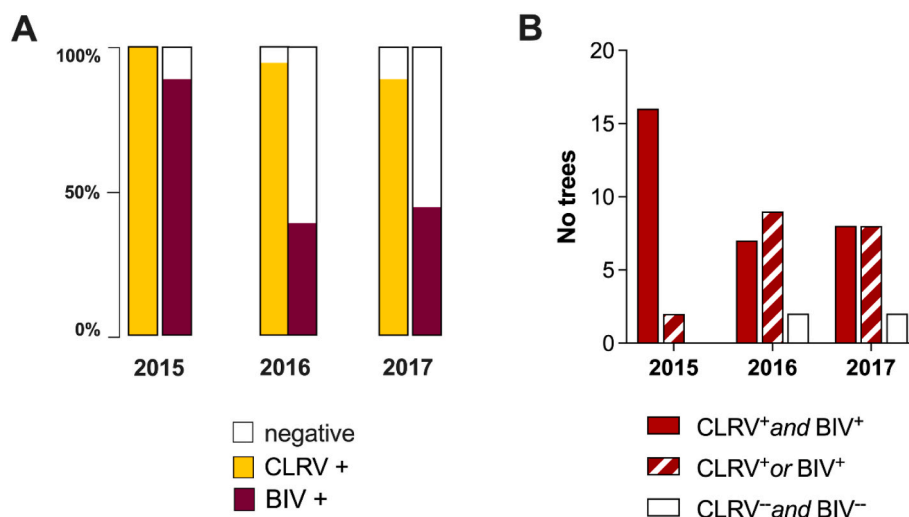 A
100%
50%
0%
2015 2016 2017
negative
CLRV +
BIV +
B
No trees
20
15
10
5
0
2015 2016 2017
CLRV⁺and BIV⁺
CLRV⁺or BIV⁺
CLRV⁻⁻and BIV⁻⁻